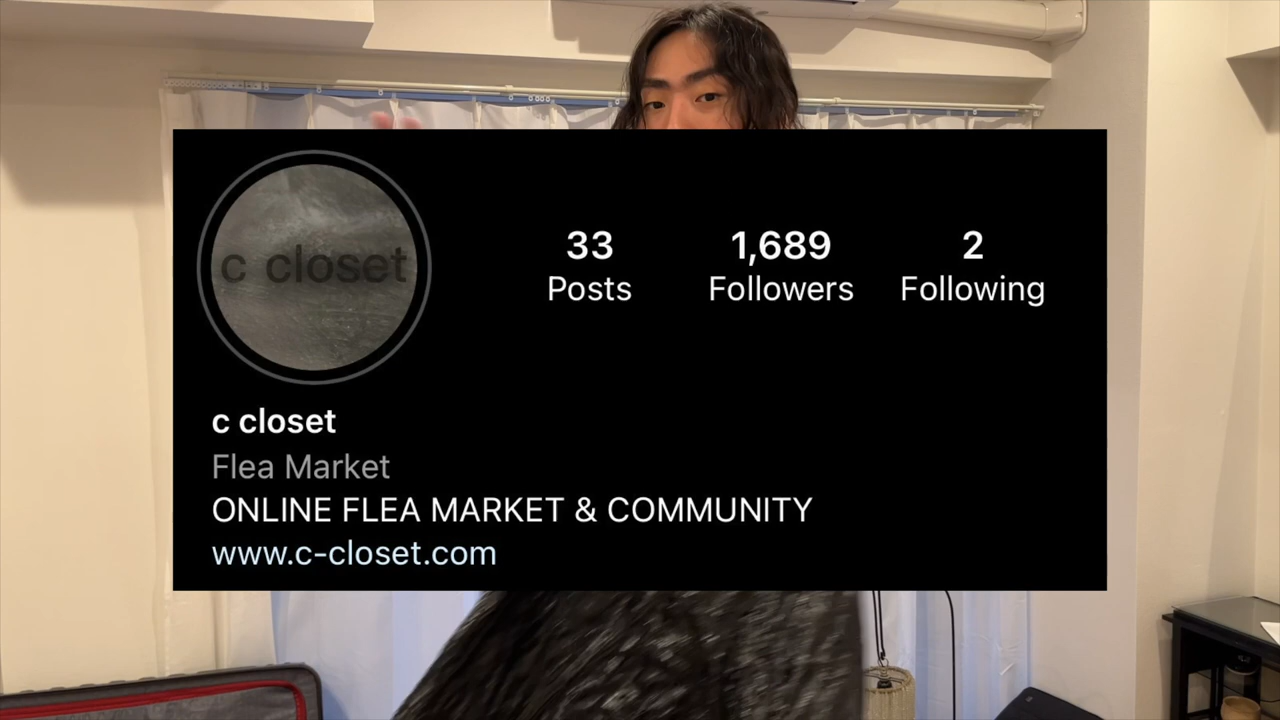 c closet
33
Posts
1,689
Followers
2
Following
c closet
Flea Market
ONLINE FLEA MARKET & COMMUNITY
www.c-closet.com